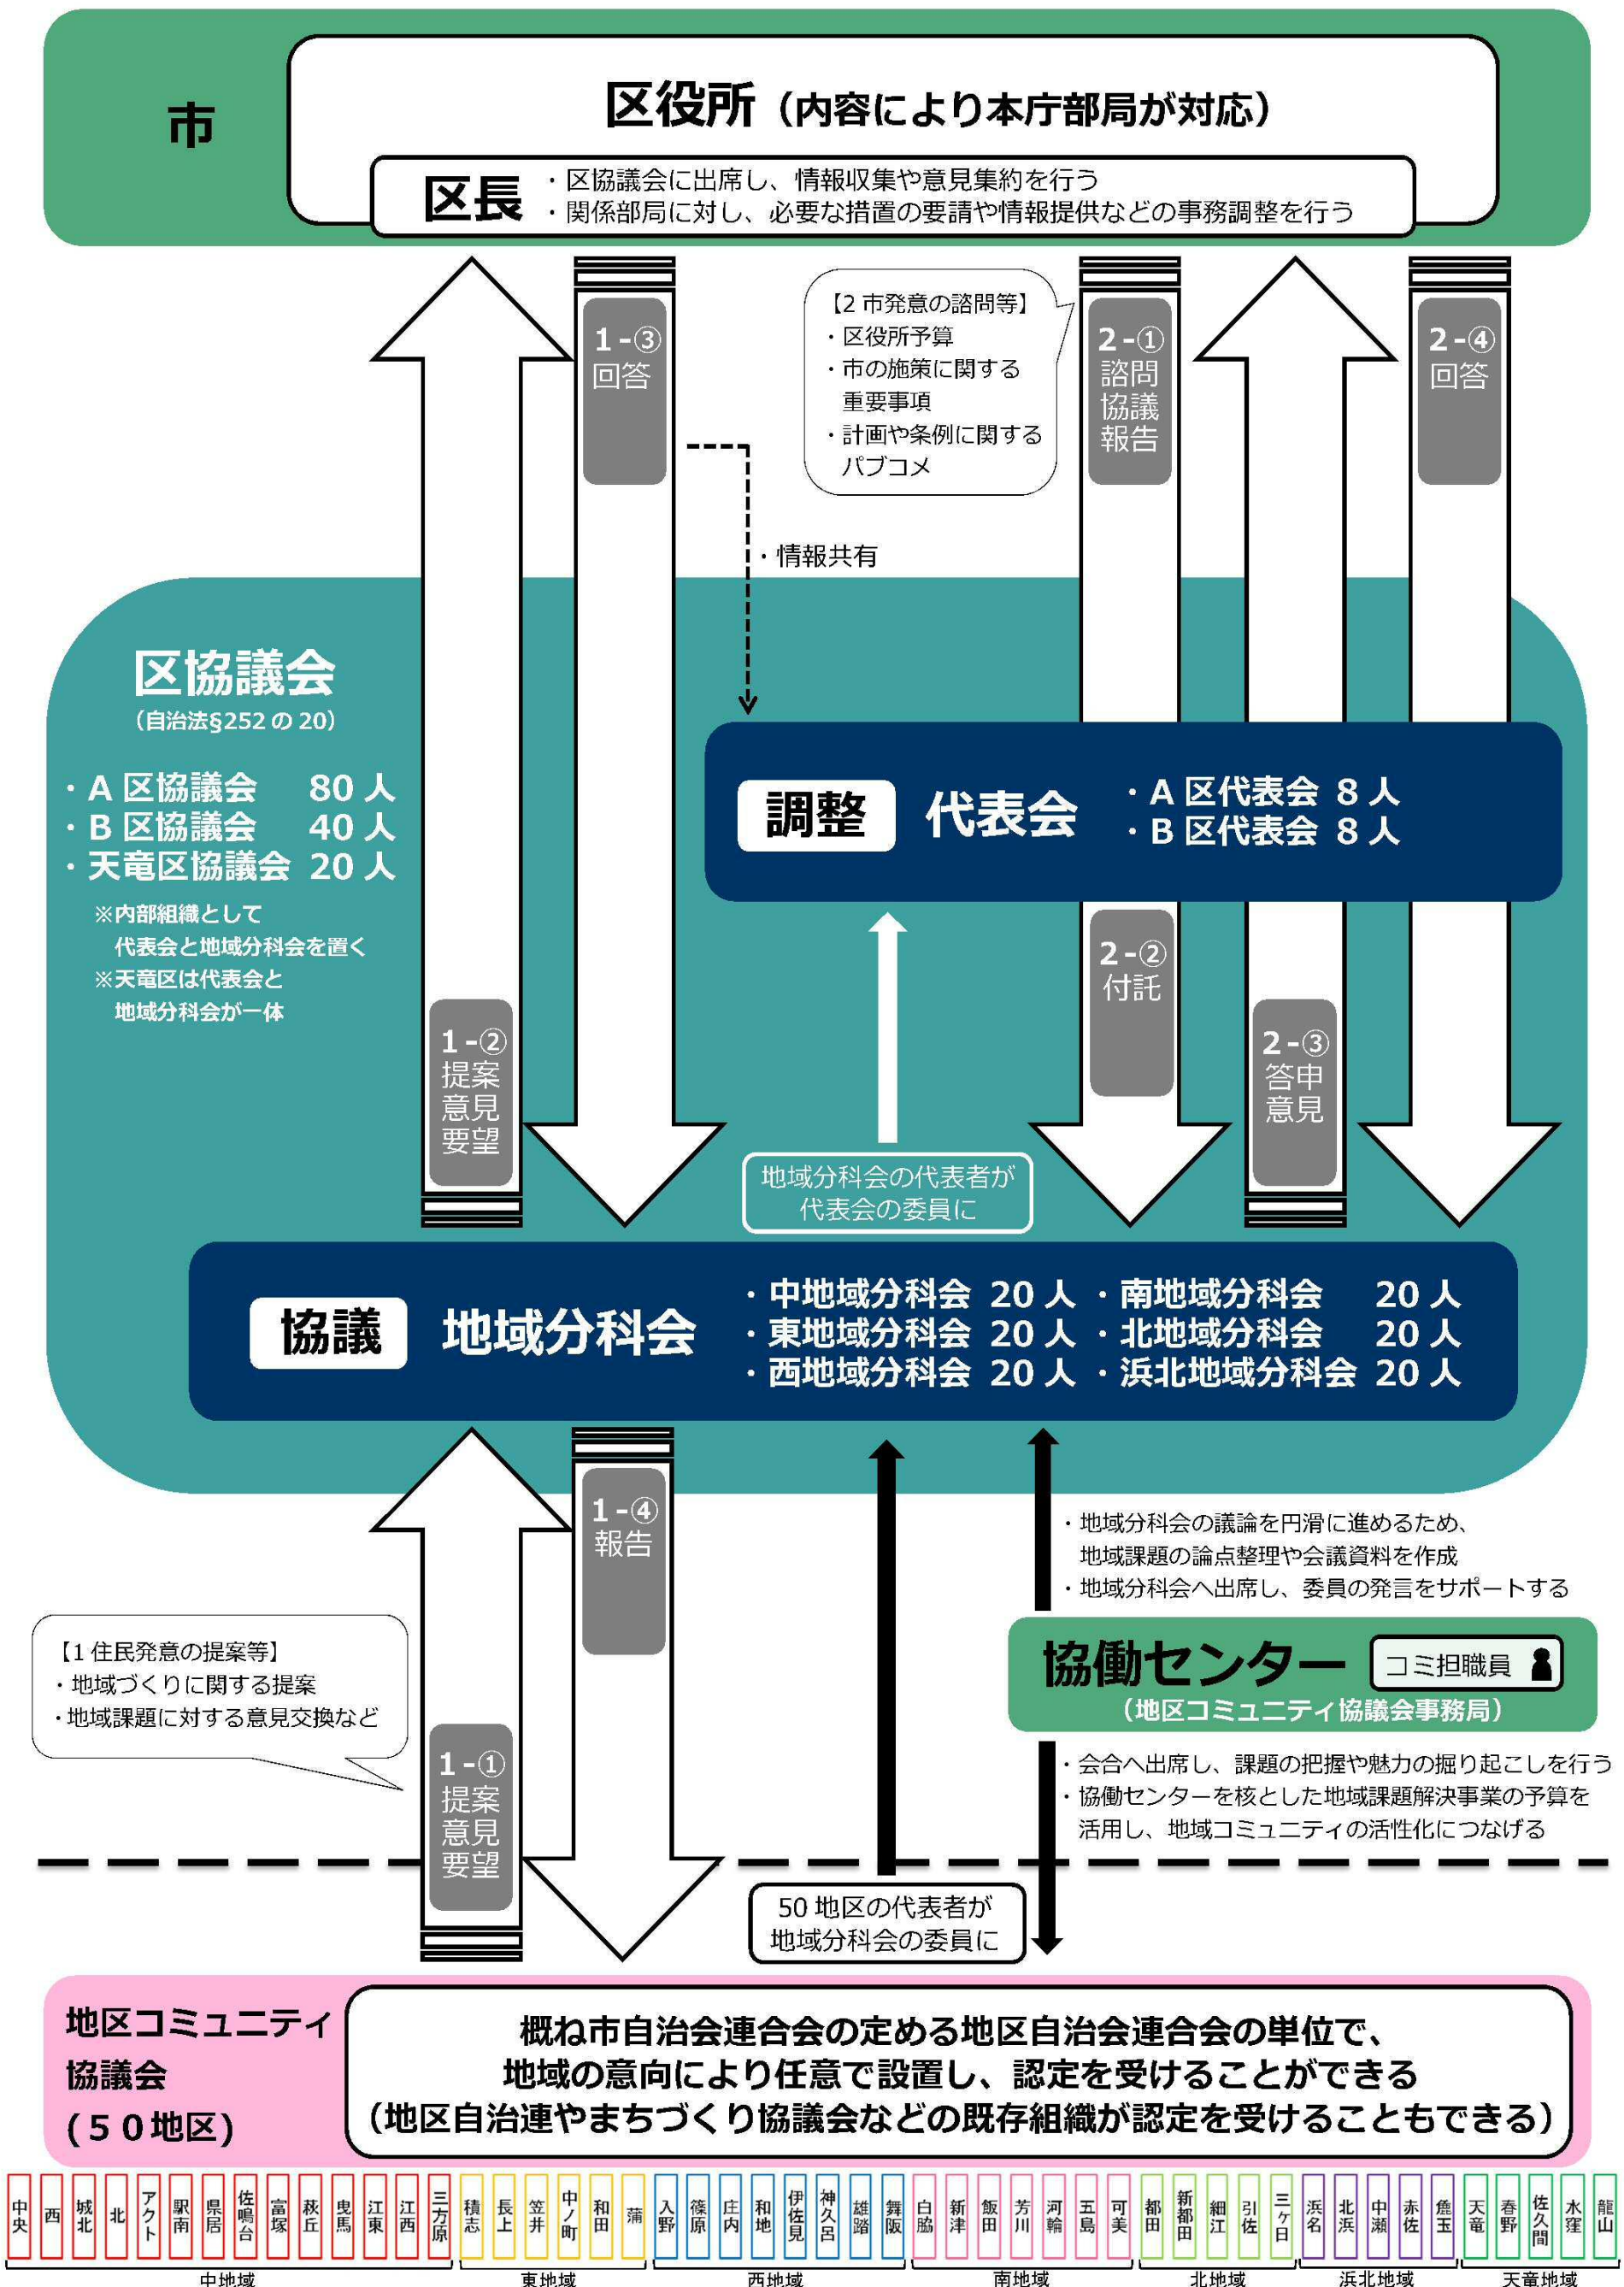 市
区役所（内容により本庁部局が対応）
区長
・区協議会に出席し、情報収集や意見集約を行う
・関係部局に対し、必要な措置の要請や情報提供などの事務調整を行う
1-③
回答
【2 市発意の諮問等】
・区役所予算
・市の施策に関する
重要事項
・計画や条例に関する
パブコメ
2-①
諮問
協議
報告
2-④
回答
・情報共有
区協議会
（自治法§252 の 20）
・A 区協議会 80 人
・B 区協議会 40 人
・天竜区協議会 20 人
※内部組織として
代表会と地域分科会を置く
※天竜区は代表会と
地域分科会が一体
調整 代表会
・A 区代表会 8 人
・B 区代表会 8 人
2-②
付託
1-②
提案
意見
要望
2-③
答申
意見
地域分科会の代表者が
代表会の委員に
協議 地域分科会
・中地域分科会 20 人 ・南地域分科会 20 人
・東地域分科会 20 人 ・北地域分科会 20 人
・西地域分科会 20 人 ・浜北地域分科会 20 人
1-④
報告
・地域分科会の議論を円滑に進めるため、
地域課題の論点整理や会議資料を作成
・地域分科会へ出席し、委員の発言をサポートする
【1 住民発意の提案等】
・地域づくりに関する提案
・地域課題に対する意見交換など
協働センター コミ担職員
（地区コミュニティ協議会事務局）
1-①
提案
意見
要望
・会合へ出席し、課題の把握や魅力の掘り起こしを行う
・協働センターを核とした地域課題解決事業の予算を
活用し、地域コミュニティの活性化につなげる
50 地区の代表者が
地域分科会の委員に
地区コミュニティ
協議会
(５０地区)
概ね市自治会連合会の定める地区自治会連合会の単位で、
地域の意向により任意で設置し、認定を受けることができる
（地区自治連やまちづくり協議会などの既存組織が認定を受けることもできる）
中央
西
城北
北
アクト
駅南
県居
佐鳴台
富塚
萩丘
曳馬
江東
江西
三方原
積志
長上
笠井
中ノ町
和田
蒲
入野
篠原
庄内
和地
伊佐見
神久呂
雄踏
舞阪
白脇
新津
飯田
芳川
河輪
五島
可美
都田
新都田
細江
引佐
三ヶ日
浜名
北浜
中瀬
赤佐
麁玉
天竜
春野
佐久間
水窪
龍山
中地域
東地域
西地域
南地域
北地域
浜北地域
天竜地域